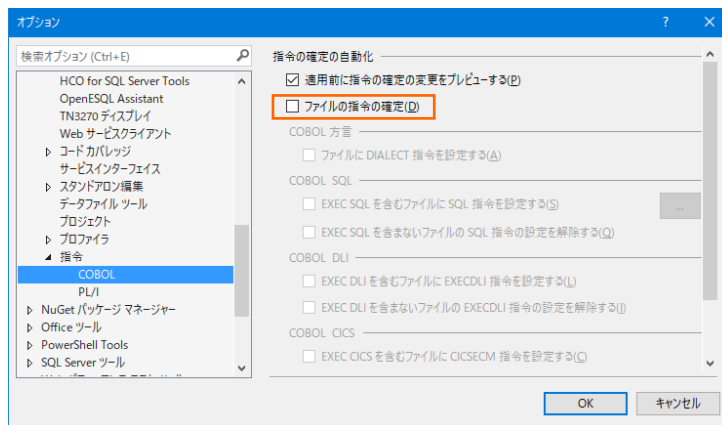 オプション
検索オプション (Ctrl+E)
HCO for SQL Server Tools
OpenESQL Assistant
TN3270 ディスプレイ
Web サービスクライアント
コード カバレッジ
サービスインターフェイス
スタンドアロン編集
データファイル ツール
プロジェクト
プロファイラ
指令
COBOL
PL/I
NuGet パッケージ マネージャー
Office ツール
PowerShell Tools
SQL Server ツール
指令の確定の自動化
適用前に指令の確定の変更をプレビューする(P)
ファイルの指令の確定(D)
COBOL 方言
ファイルに DIALECT 指令を設定する(A)
COBOL SQL
EXEC SQL を含むファイルに SQL 指令を設定する(S)
...
EXEC SQL を含まないファイルの SQL 指令の設定を解除する(Q)
COBOL DLI
EXEC DLI を含むファイルに EXECDLI 指令を設定する(L)
EXEC DLI を含まないファイルの EXECDLI 指令の設定を解除する(I)
COBOL CICS
EXEC CICS を含むファイルに CICSECM 指令を設定する(C)
OK
キャンセル